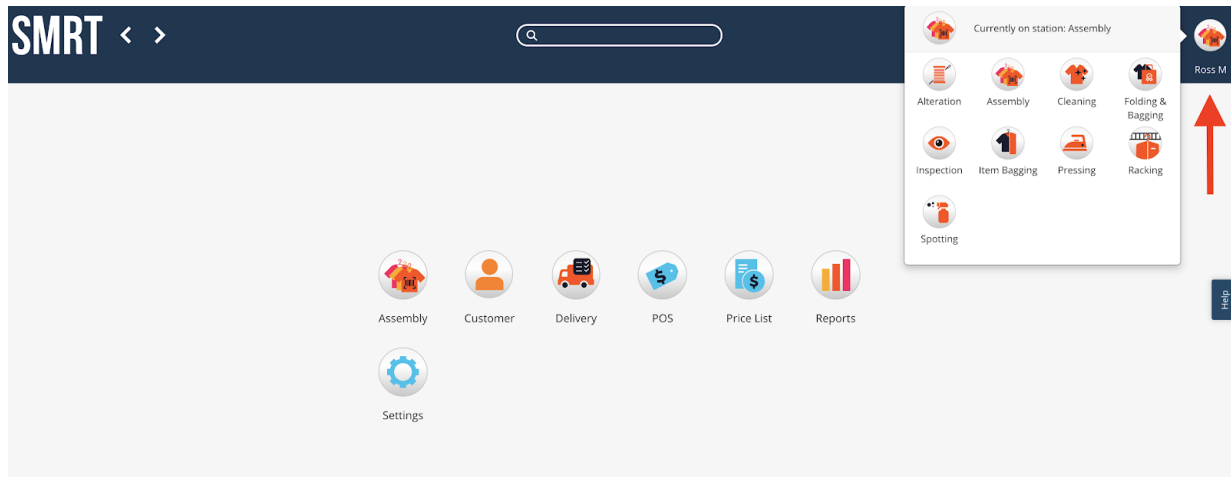 SMRT
Currently on station: Assembly
Ross M
Alteration
Assembly
Cleaning
Folding &
Bagging
Inspection
Item Bagging
Pressing
Racking
Spotting
Help
Assembly
Customer
Delivery
POS
Price List
Reports
Settings